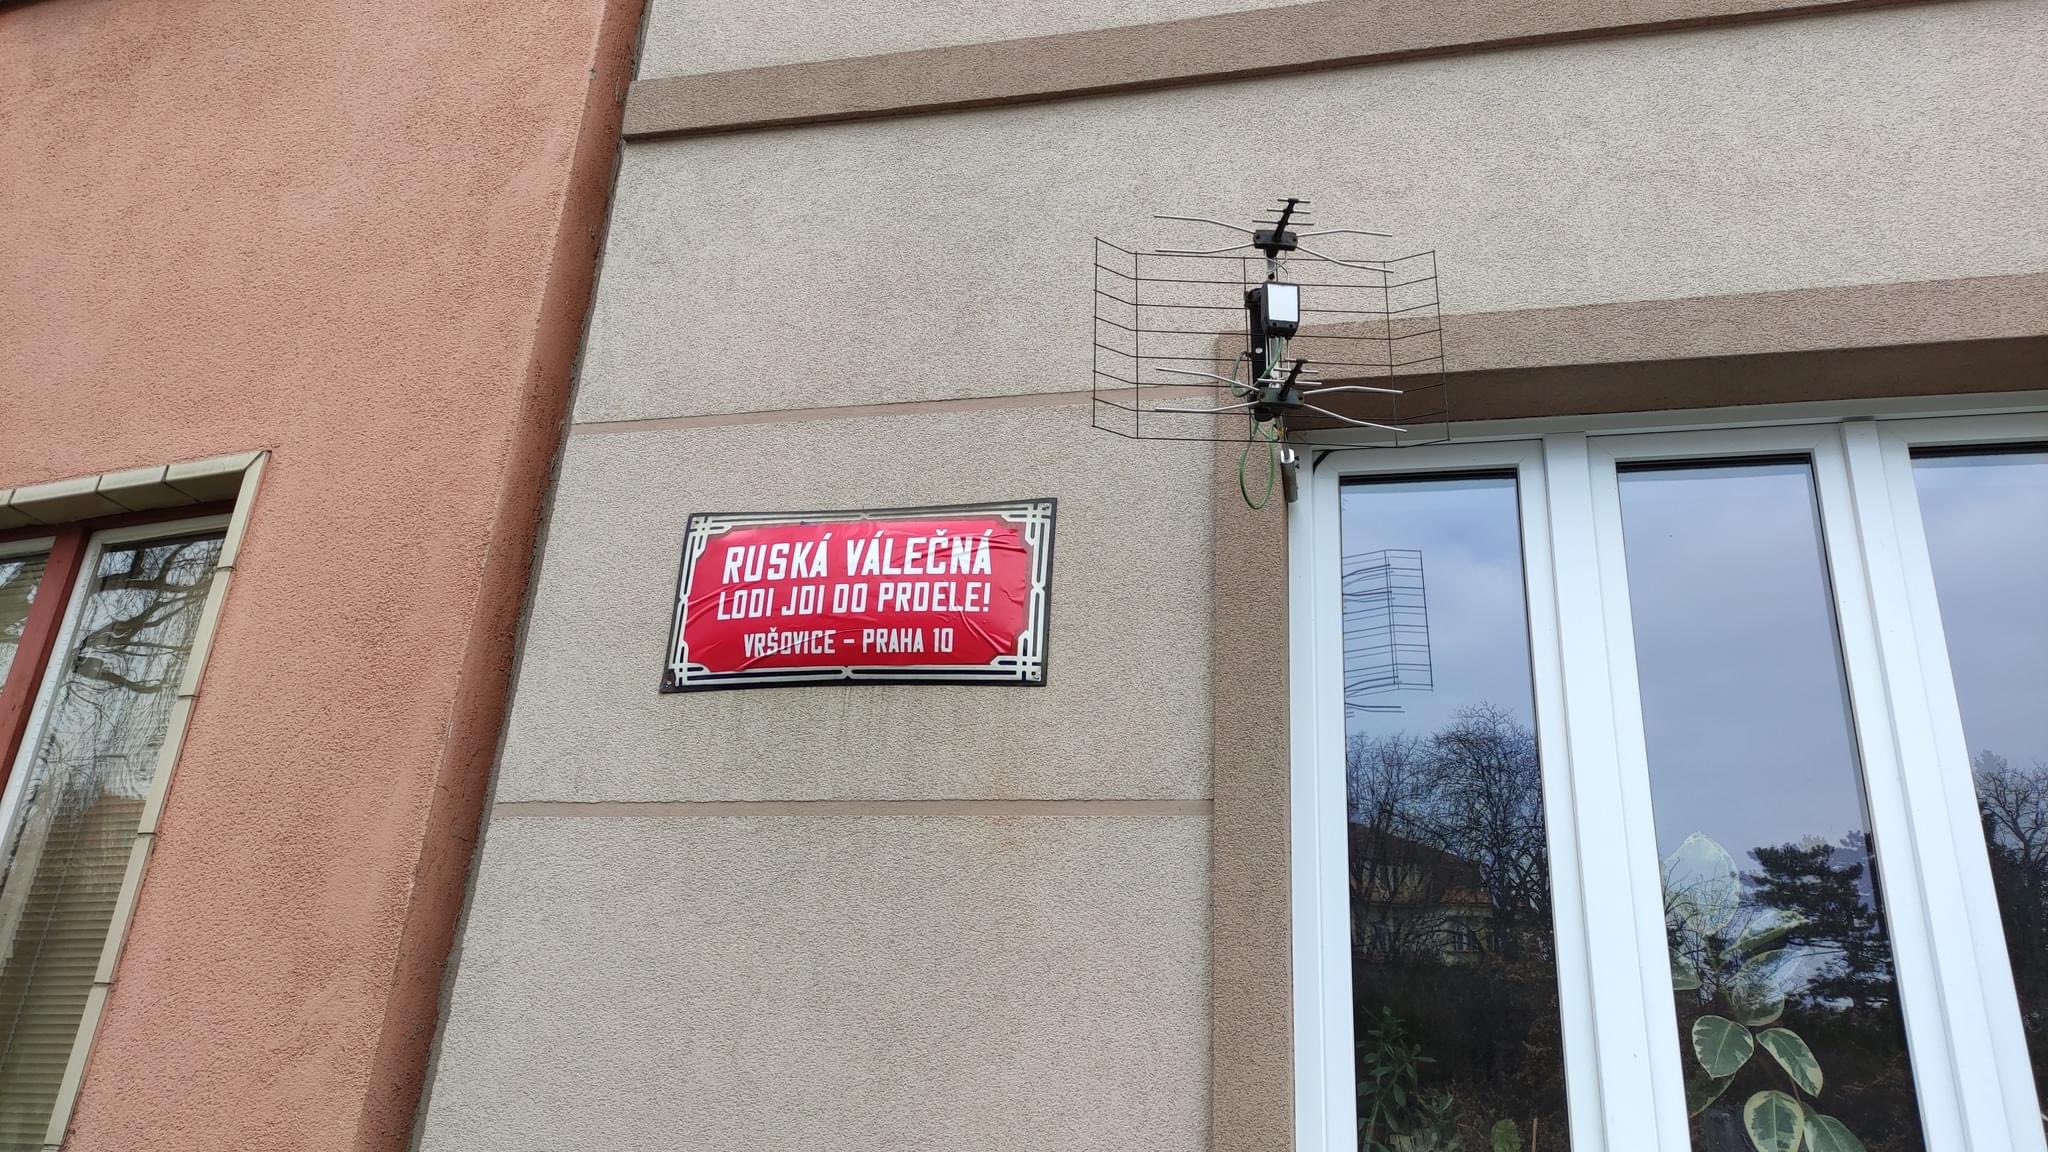 RUSKÁ VÁLEČNÁ
LODI JDI DO PRDELE!
VRŠOVICE – PRAHA 10